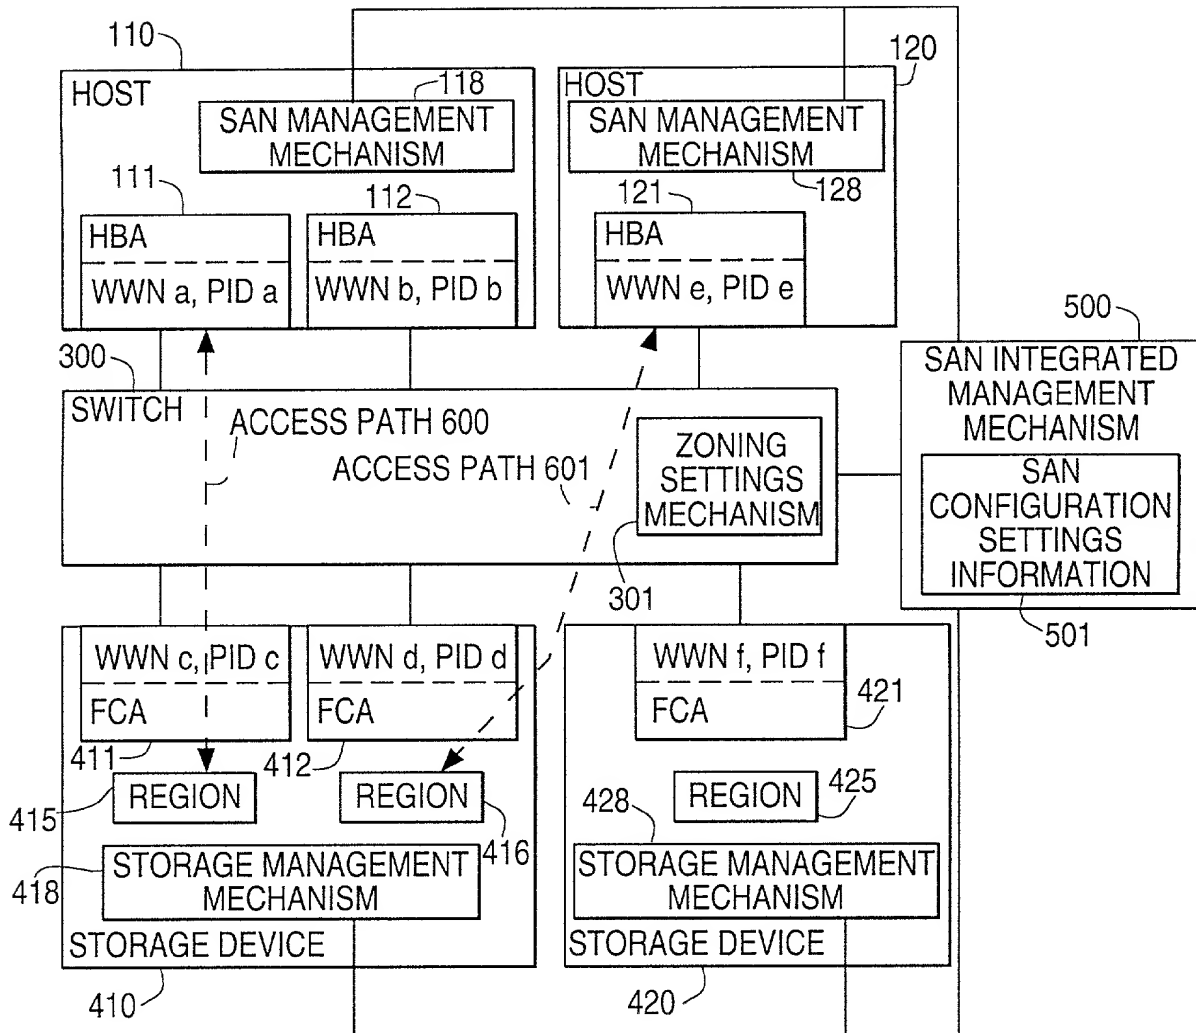 110
120
HOST
118
SAN MANAGEMENT
MECHANISM
HOST
SAN MANAGEMENT
MECHANISM
128
111
112
121
HBA
WWN a, PID a
HBA
WWN b, PID b
HBA
WWN e, PID e
500
SAN INTEGRATED
MANAGEMENT
MECHANISM
SAN
CONFIGURATION
SETTINGS
INFORMATION
501
300
SWITCH
ACCESS PATH 600
ACCESS PATH 601
ZONING
SETTINGS
MECHANISM
301
WWN c, PID c
FCA
411
WWN d, PID d
FCA
412
WWN f, PID f
FCA
421
415
REGION
REGION
416
REGION
425
418
STORAGE MANAGEMENT
MECHANISM
STORAGE DEVICE
410
428
STORAGE MANAGEMENT
MECHANISM
STORAGE DEVICE
420